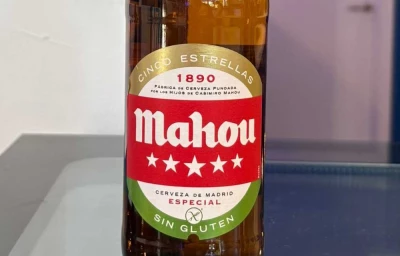 CINCO ESTRELLAS
1890
FÁBRICA DE CERVEZA FUNDADA
POR LOS HIJOS DE CASIMIRO MAHOU
Mahou
CERVEZA DE MADRID
ESPECIAL
SIN GLUTEN